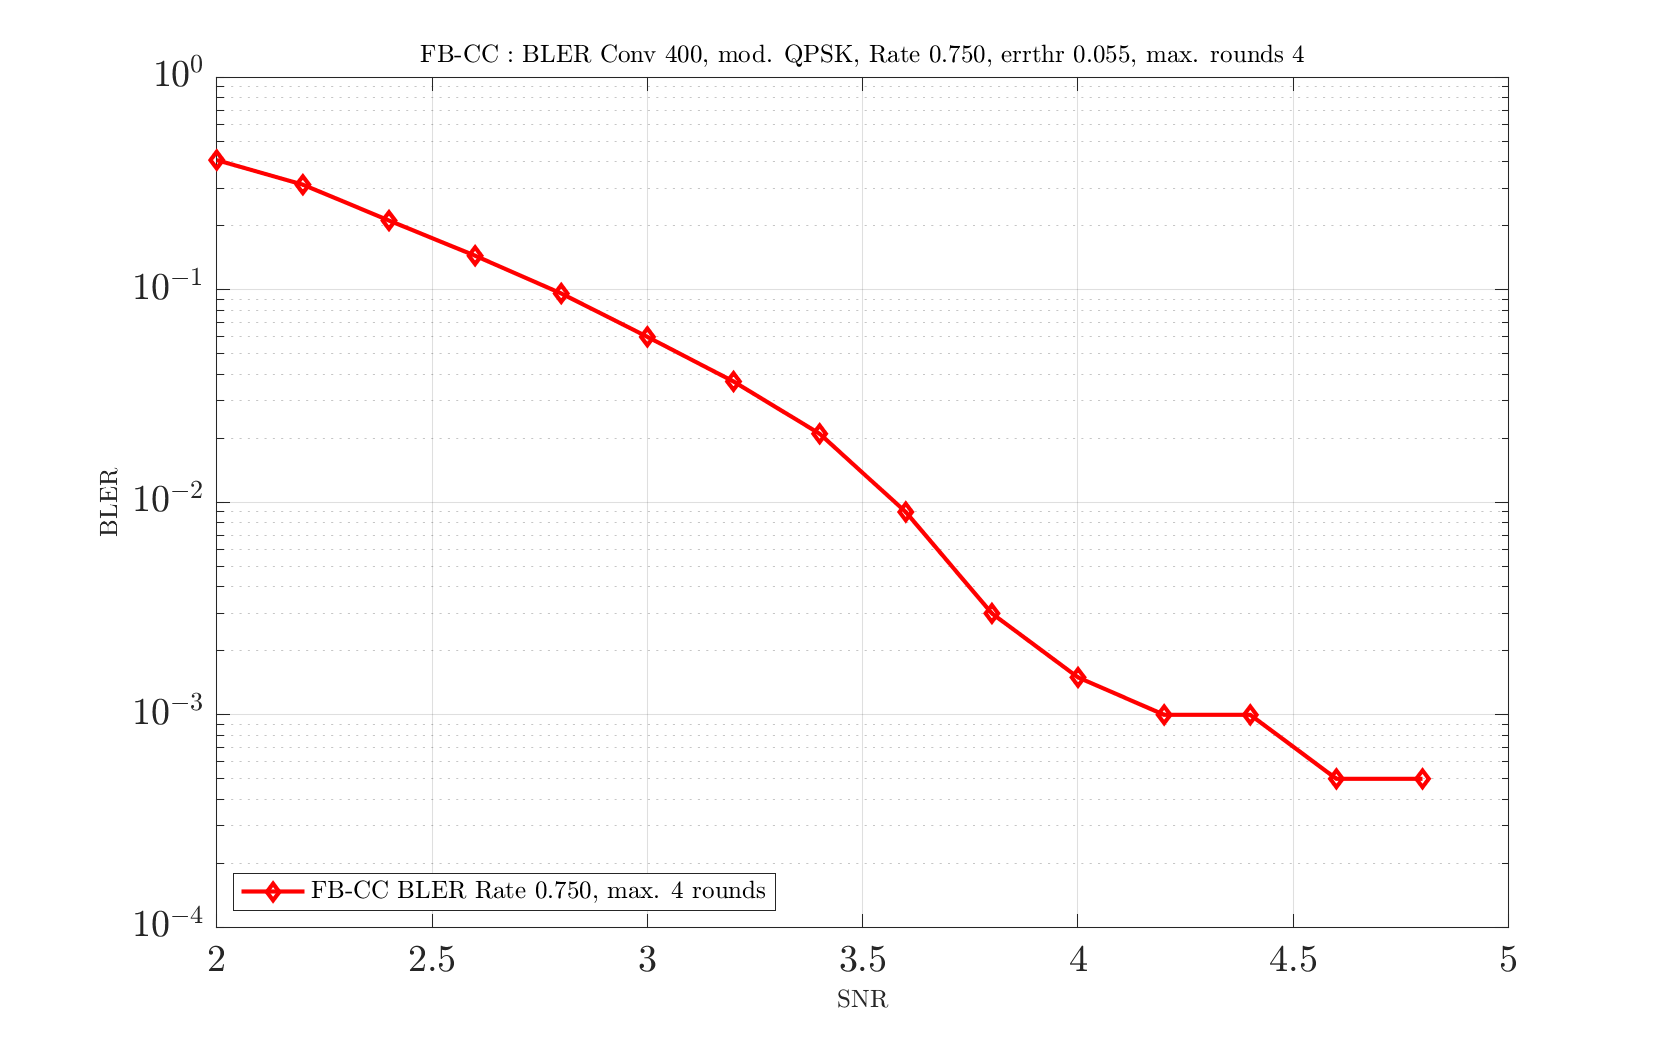 FB-CC : BLER Conv 400, mod. QPSK, Rate 0.750, errthr 0.055, max. rounds 4
10^0
10^-1
10^-2
10^-3
10^-4
BLER
FB-CC BLER Rate 0.750, max. 4 rounds
2 2.5 3 3.5 4 4.5 5
SNR